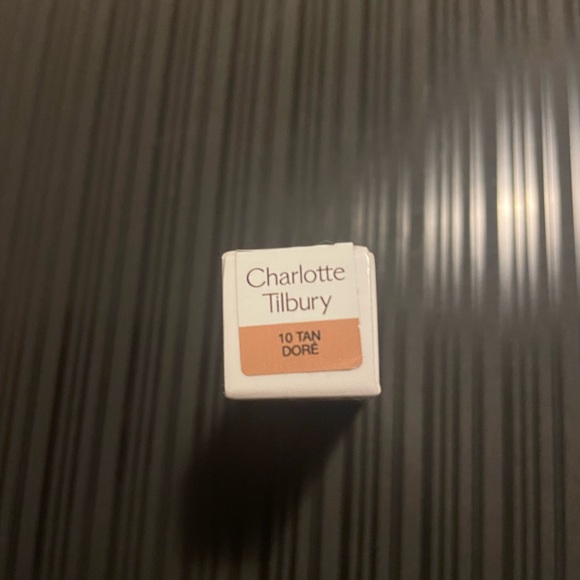 Charlotte
Tilbury
10 TAN
DORÉ